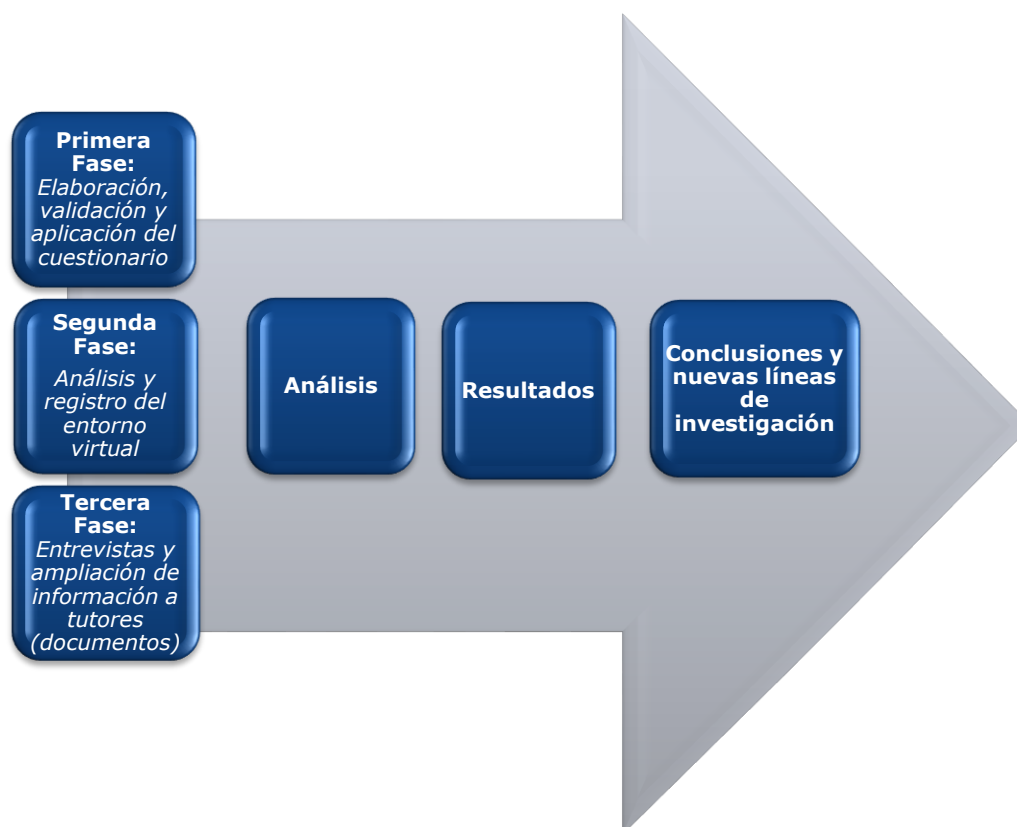 Primera
Fase:
Elaboración,
validación y
aplicación del
cuestionario
Segunda
Fase:
Análisis y
registro del
entorno
virtual
Tercera
Fase:
Entrevistas y
ampliación de
información a
tutores
(documentos)
Análisis
Resultados
Conclusiones y
nuevas líneas
de
investigación